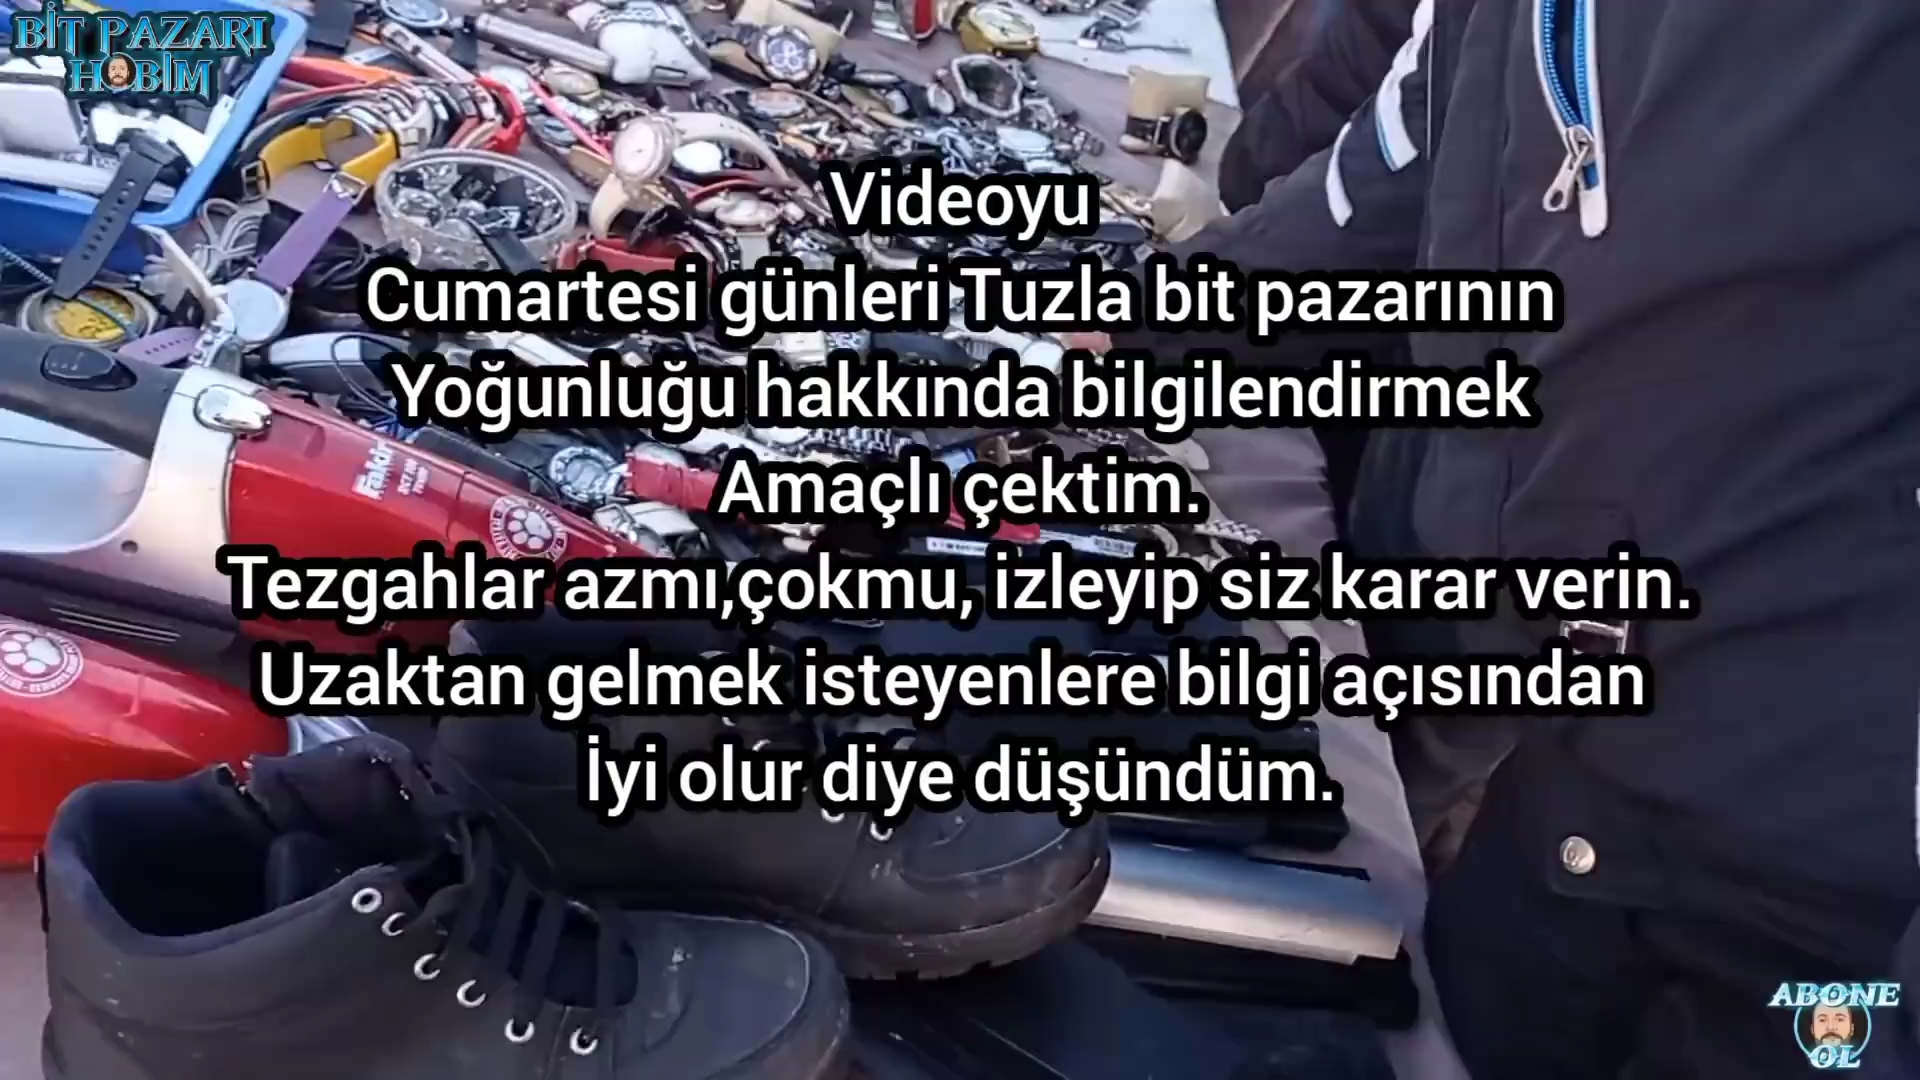 BİT PAZARI
HOBİM
Videoyu
Cumartesi günleri Tuzla bit pazarının
Yoğunluğu hakkında bilgilendirmek
Amaçlı çektim.
Tezgahlar azmı,çokmu, izleyip siz karar verin.
Uzaktan gelmek isteyenlere bilgi açısından
İyi olur diye düşündüm.
ABONE
OL